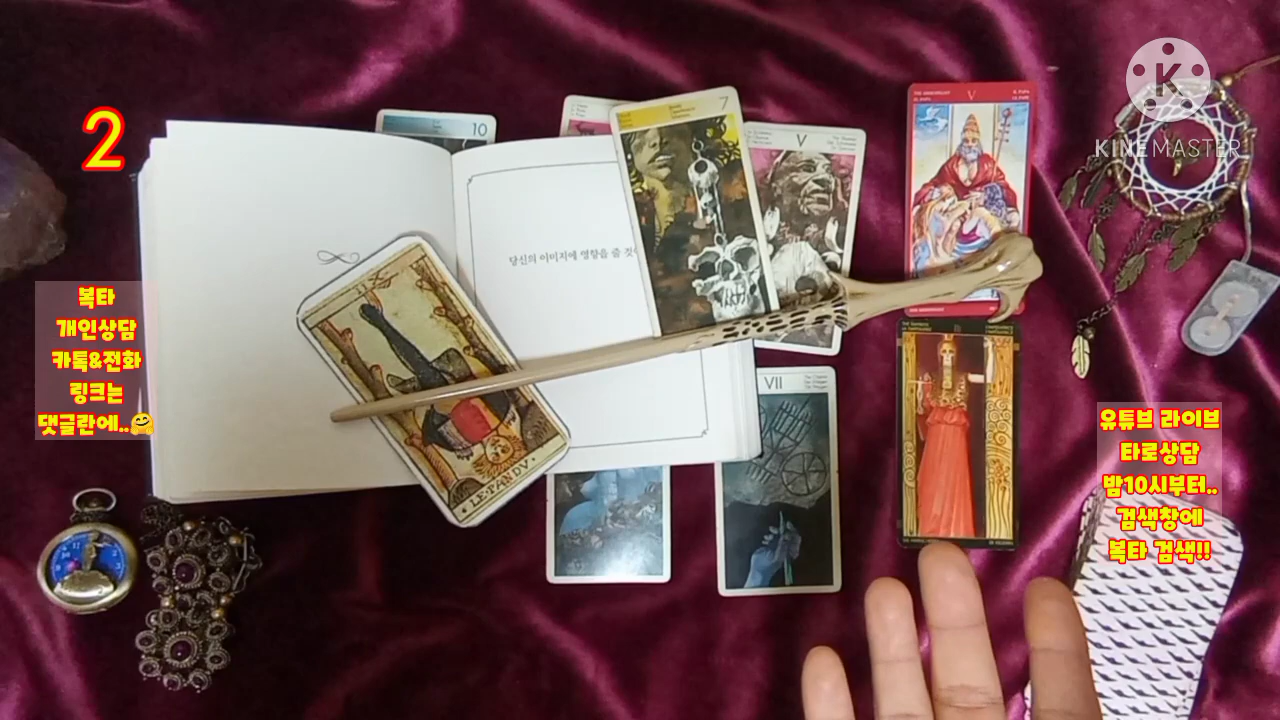 2
복타
개인상담
카톡&전화
링크는
댓글란에..🤗
당신의 이미지에 영향을 줄
LE·PANDV·
10
7
V
VII
V
III
KINEMASTER
유튜브 라이브
타로상담
밤10시부터..
검색창에
복타 검색!!